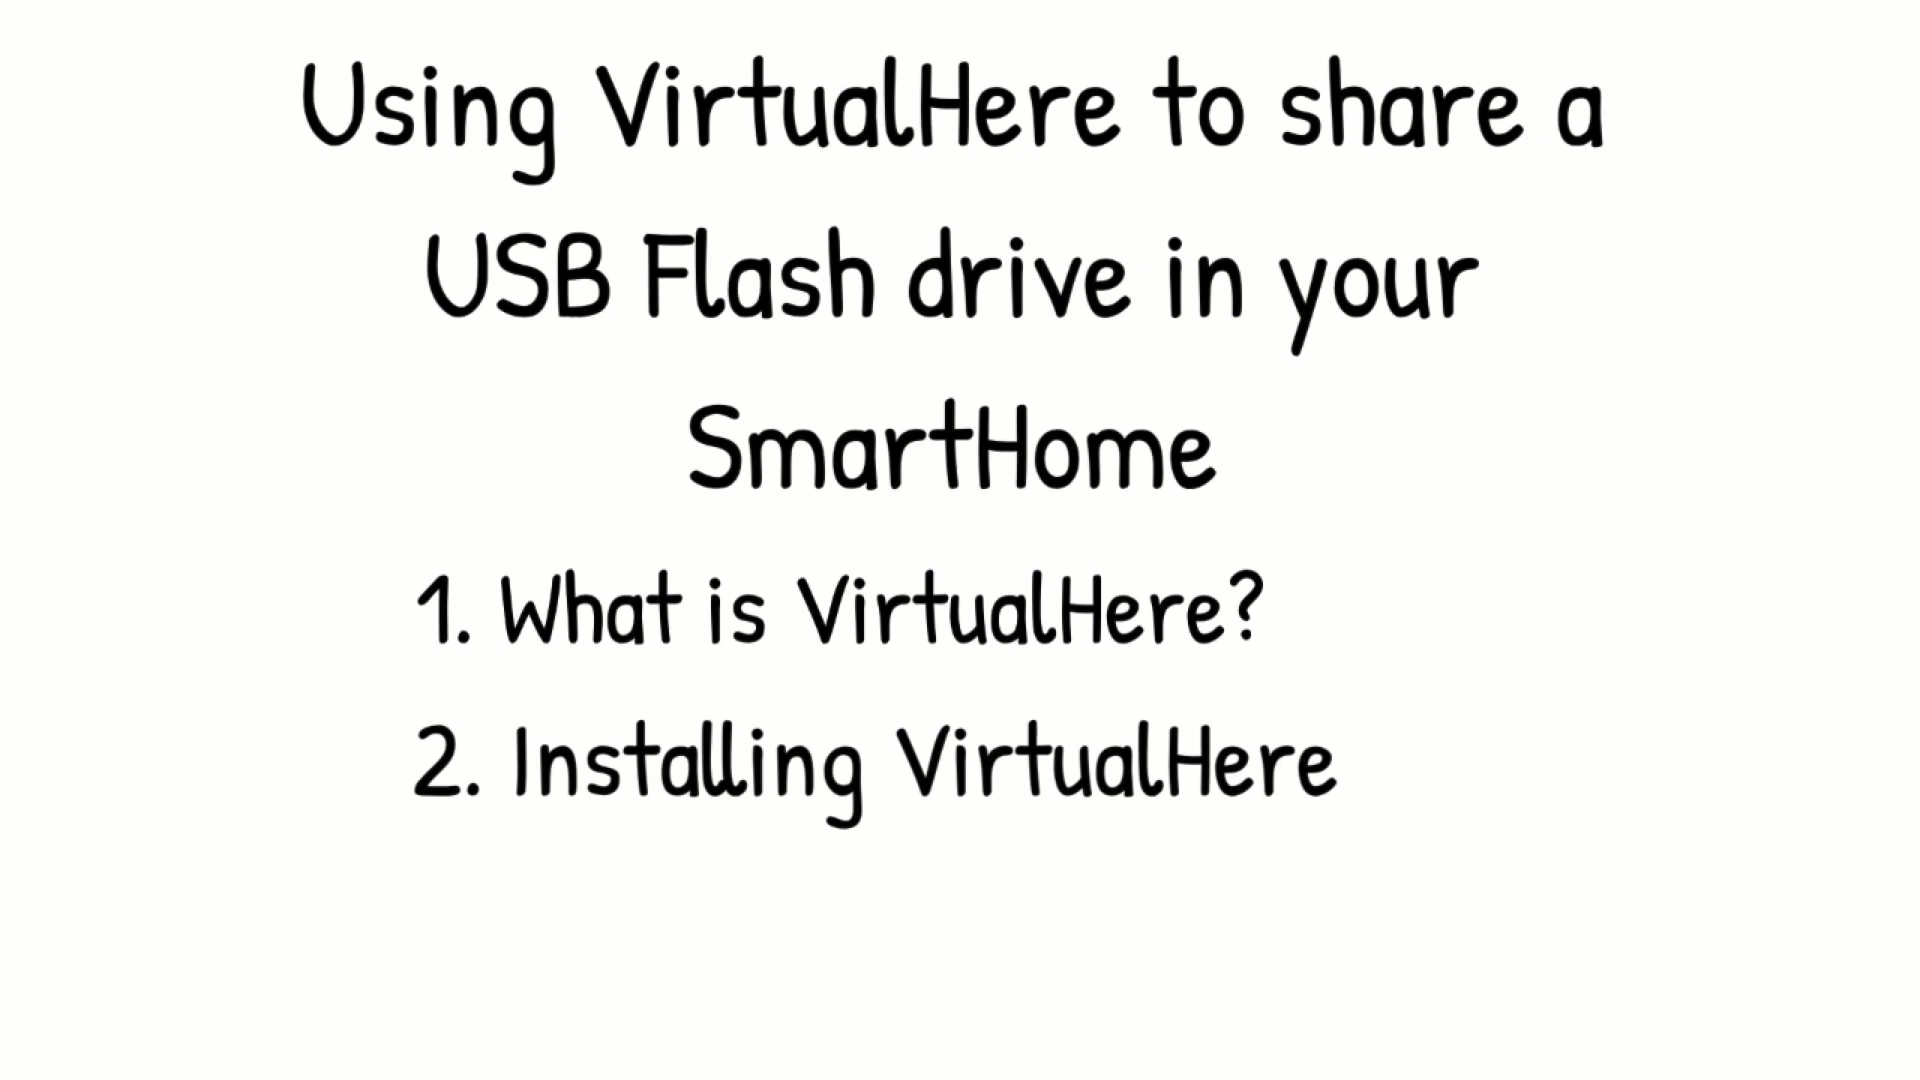 Using VirtualHere to share a
USB Flash drive in your
SmartHome
1. What is VirtualHere?
2. Installing VirtualHere